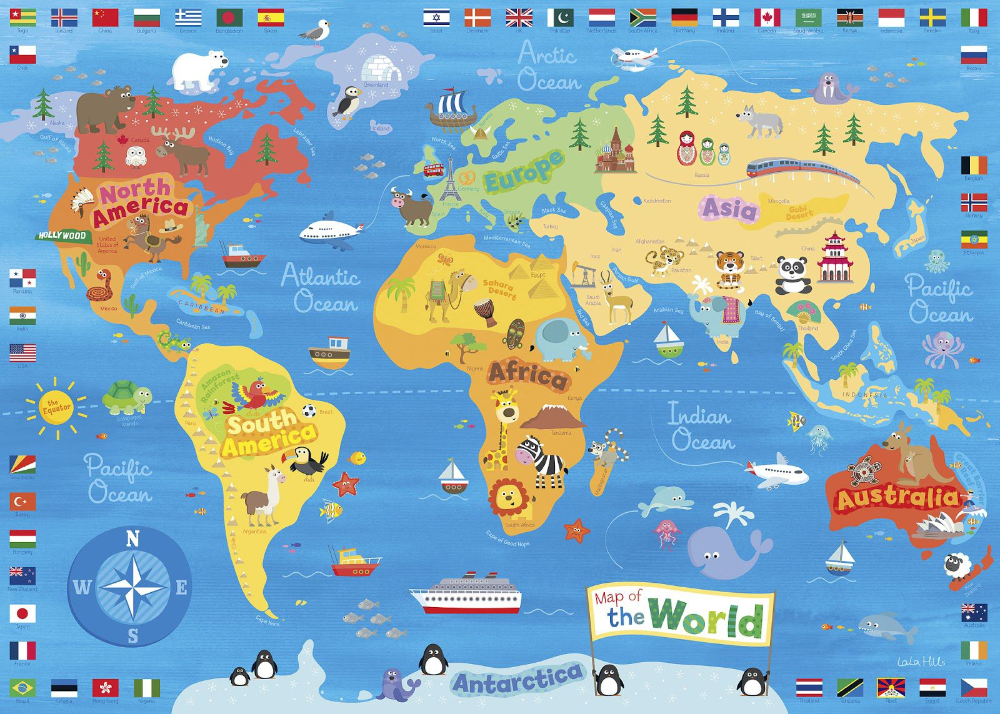 Togo
Iceland
China
Bulgaria
Greece
Bangladesh
Spain
Israel
Denmark
UK
Pakistan
Netherlands
South Africa
Germany
Finland
Canada
Saudi Arabia
Kenya
Indonesia
Sweden
Italy
Chile
Russia
Arctic
Ocean
Greenland
Alaska
Gulf of Alaska
Canada
Hudson Bay
Labrador Sea
Iceland
Norway
North Sea
Baltic Sea
Europe
Russia
Belgium
North
America
Germany
France
Spain
Italy
Greece
Black Sea
Caspian Sea
Turkey
Kazakhstan
Asia
Mongolia
Gobi
Desert
Norway
HOLLYWOOD
United
States of
America
Mediterranean Sea
Morocco
Afghanistan
Iran
Iraq
Tibet
China
Japan
Ethiopia
Panama
Gulf of Mexico
Atlantic
Ocean
Egypt
Sahara
Desert
Pakistan
Persian Gulf
Pacific
Ocean
India
Mexico
CARIBBEAN
Caribbean Sea
Saudi
Arabia
Red Sea
Arabian Sea
Bay of Bengal
Thailand
South China Sea
India
USA
Amazon
Rainforest
Nigeria
Africa
Kenya
INDONESIA
the
Equator
Galapagos
Islands
Peru
Brazil
South
America
Tanzania
Indian
Ocean
Seychelles
Pacific
Ocean
Madagascar
Great Barrier
Reef
Australia
Turkey
Argentina
Chile
South Africa
Cape of Good Hope
Hungary
New Zealand
N
W
E
S
New
Zealand
Map of
the World
Japan
Cape Horn
Australia
France
Ireland
Laila Hills
Antarctica
Brazil
Estonia
Hong Kong
Nigeria
Thailand
Tanzania
Tibet
Egypt
Czech Republic